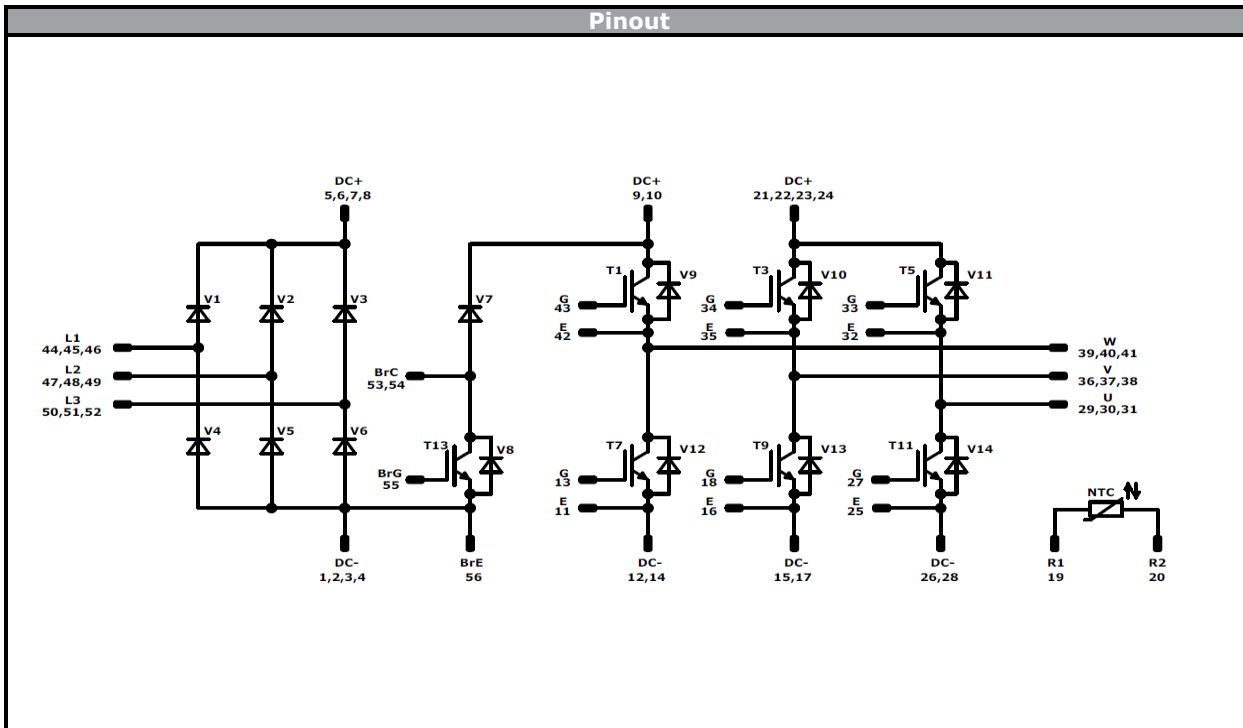 Pinout
DC+
5,6,7,8
DC+
9,10
DC+
21,22,23,24
V1
V2
V3
V7
T1
V9
T3
V10
T5
V11
G
43
G
34
G
33
E
42
E
35
E
32
L1
44,45,46
L2
47,48,49
L3
50,51,52
BrC
53,54
W
39,40,41
V
36,37,38
U
29,30,31
V4
V5
V6
T13
V8
T7
V12
T9
V13
T11
V14
BrG
55
G
13
G
18
G
27
E
11
E
16
E
25
NTC
DC-
1,2,3,4
BrE
56
DC-
12,14
DC-
15,17
DC-
26,28
R1
19
R2
20